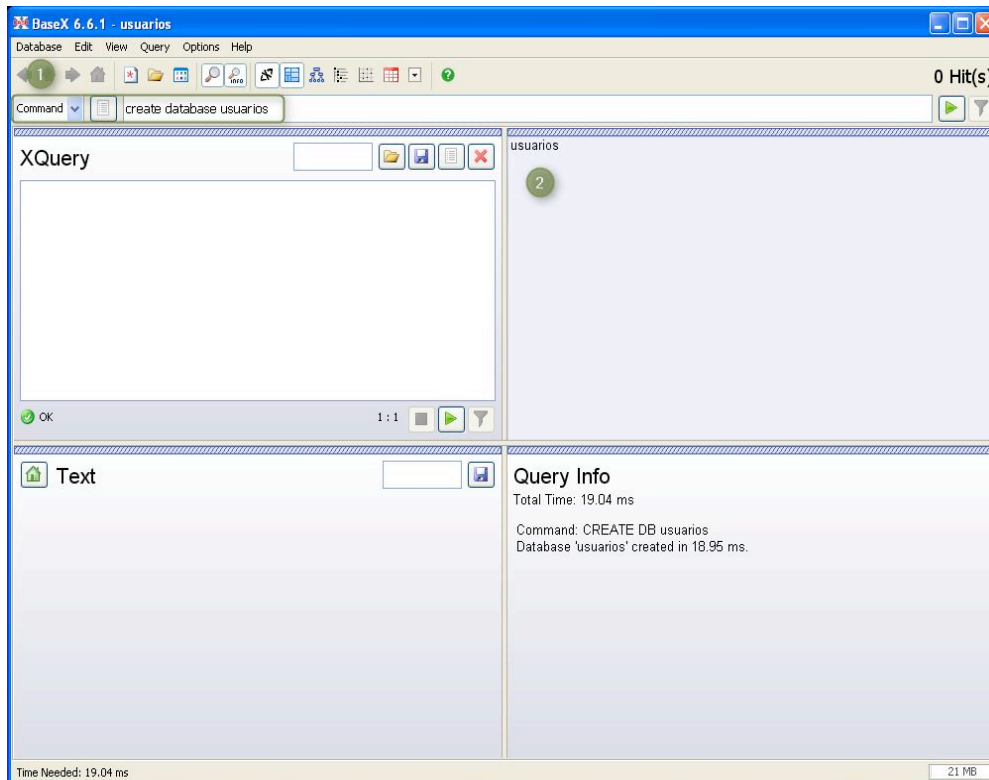 BaseX 6.6.1 - usuarios
Database Edit View Query Options Help
1
info
0 Hit(s)
Command create database usuarios
XQuery
usuarios
2
OK
1 : 1
Text
Query Info
Total Time: 19.04 ms
Command: CREATE DB usuarios
Database 'usuarios' created in 18.95 ms.
Time Needed: 19.04 ms
21 MB